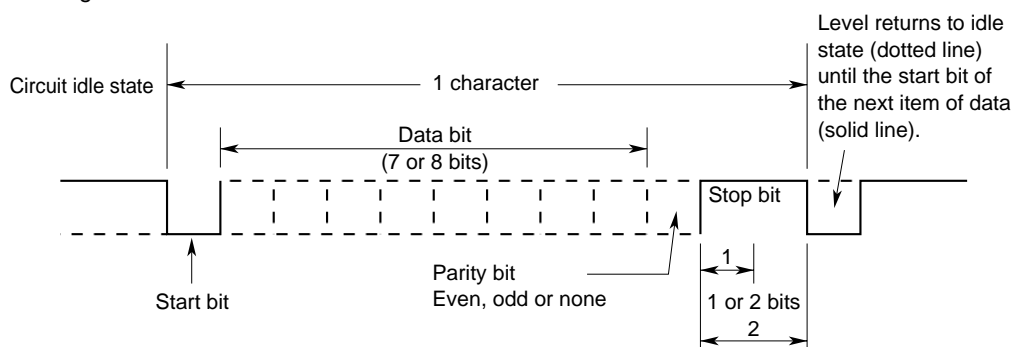 Level returns to idle
state (dotted line)
until the start bit of
the next item of data
(solid line).
Circuit idle state
1 character
Data bit
(7 or 8 bits)
Stop bit
Start bit
Parity bit
Even, odd or none
1
1 or 2 bits
2